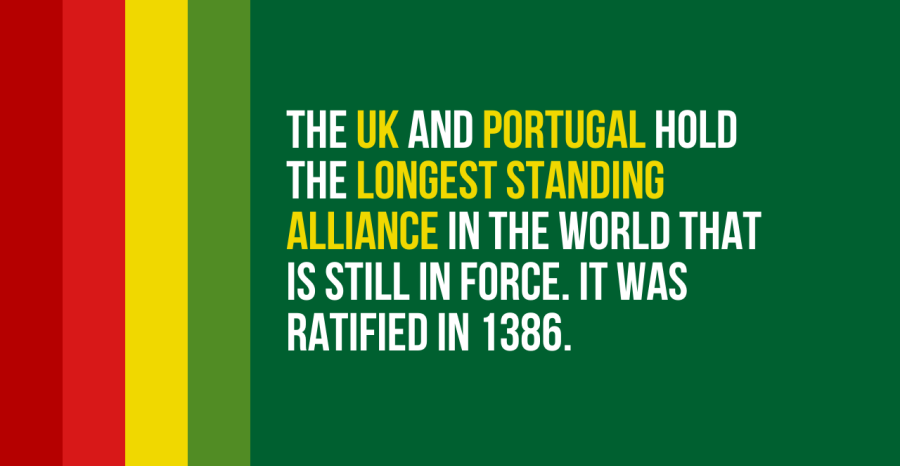 THE UK AND PORTUGAL HOLD
THE LONGEST STANDING
ALLIANCE IN THE WORLD THAT
IS STILL IN FORCE. IT WAS
RATIFIED IN 1386.